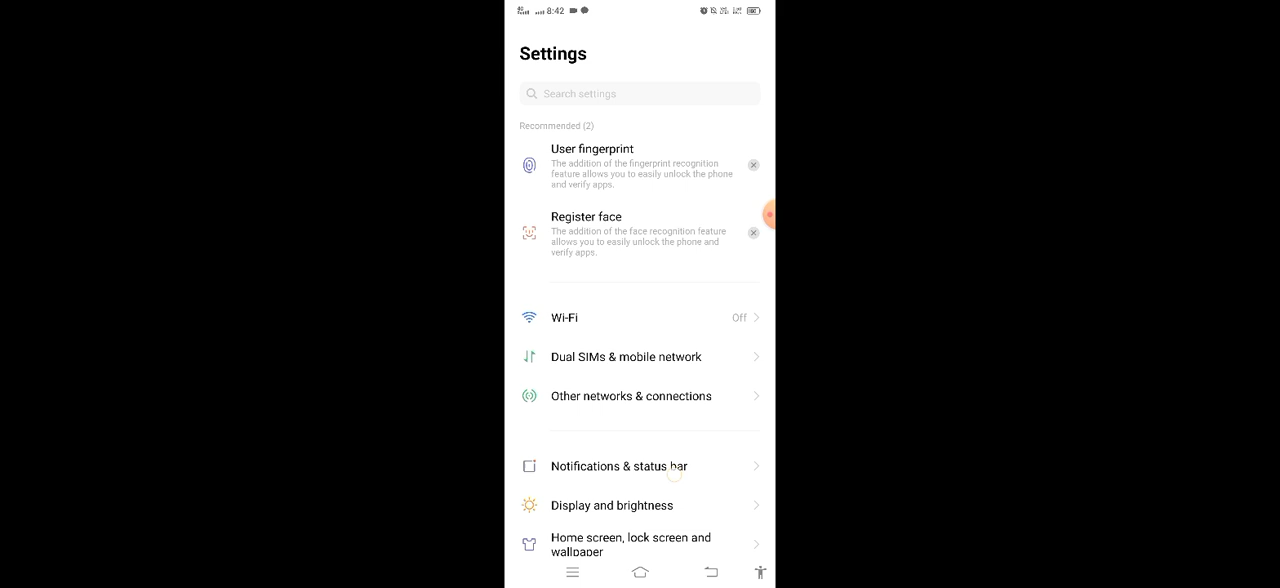 8:42
Settings
Search settings
Recommended (2)
User fingerprint
The addition of the fingerprint recognition
feature allows you to easily unlock the phone
and verify apps.
Register face
The addition of the face recognition feature
allows you to easily unlock the phone and
verify apps.
Wi-Fi Off
Dual SIMs & mobile network
Other networks & connections
Notifications & status bar
Display and brightness
Home screen, lock screen and
wallpaper